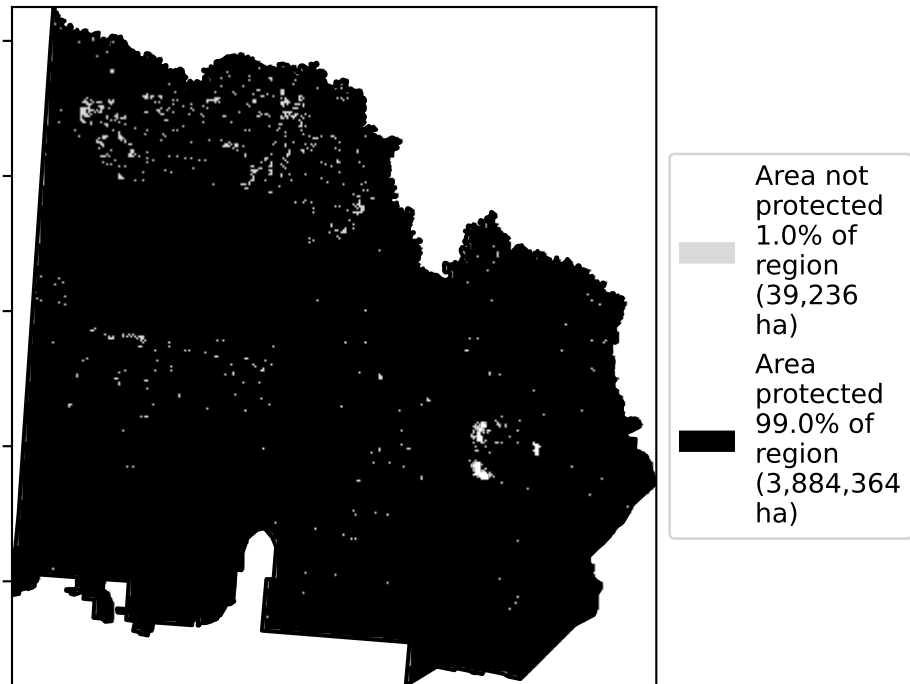 Area not
protected
1.0% of
region
(39,236
ha)
Area
protected
99.0% of
region
(3,884,364
ha)